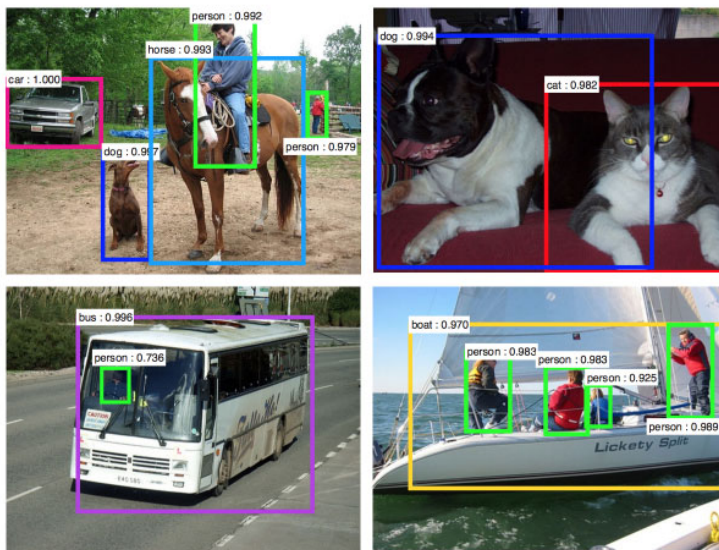 person : 0.992
horse : 0.993
car : 1.000
person : 0.979
dog : 0.997
dog : 0.994
cat : 0.982
bus : 0.996
person : 0.736
CAUTION
boat : 0.970
person : 0.983
person : 0.983
person : 0.925
person : 0.989
Lickety Split